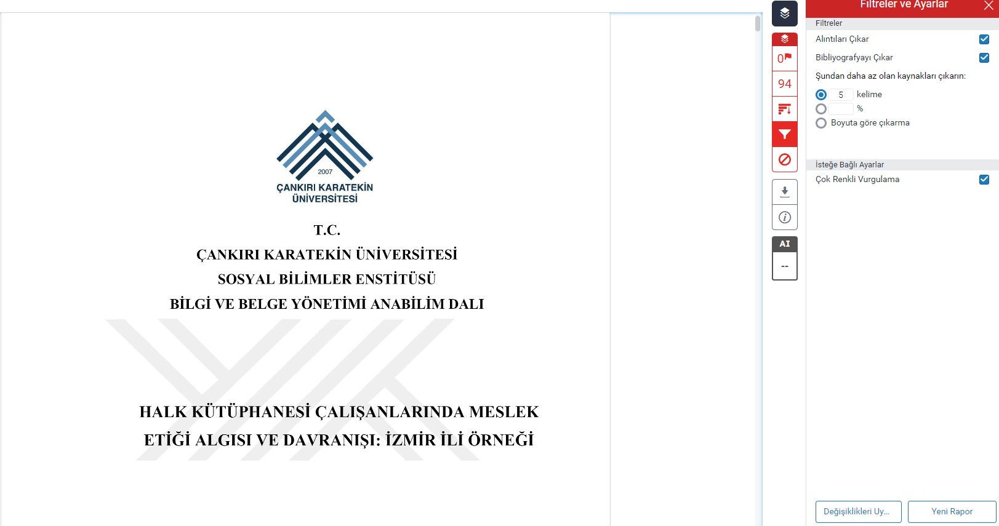 2007
ÇANKIRI KARATEKİN
ÜNİVERSİTESİ
T.C.
ÇANKIRI KARATEKİN ÜNİVERSİTESİ
SOSYAL BİLİMLER ENSTİTÜSÜ
BİLGİ VE BELGE YÖNETİMİ ANABİLİM DALI
HALK KÜTÜPHANESİ ÇALIŞANLARINDA MESLEK
ETİĞİ ALGISI VE DAVRANIŞI: İZMİR İLİ ÖRNEĞİ
0
94
AI
--
Filtreler ve Ayarlar
Filtreler
Alıntıları Çıkar
Bibliyografyayı Çıkar
Şundan daha az olan kaynakları çıkarın:
5 kelime
%
Boyuta göre çıkarma
İsteğe Bağlı Ayarlar
Çok Renkli Vurgulama
Değişiklikleri Uy...
Yeni Rapor